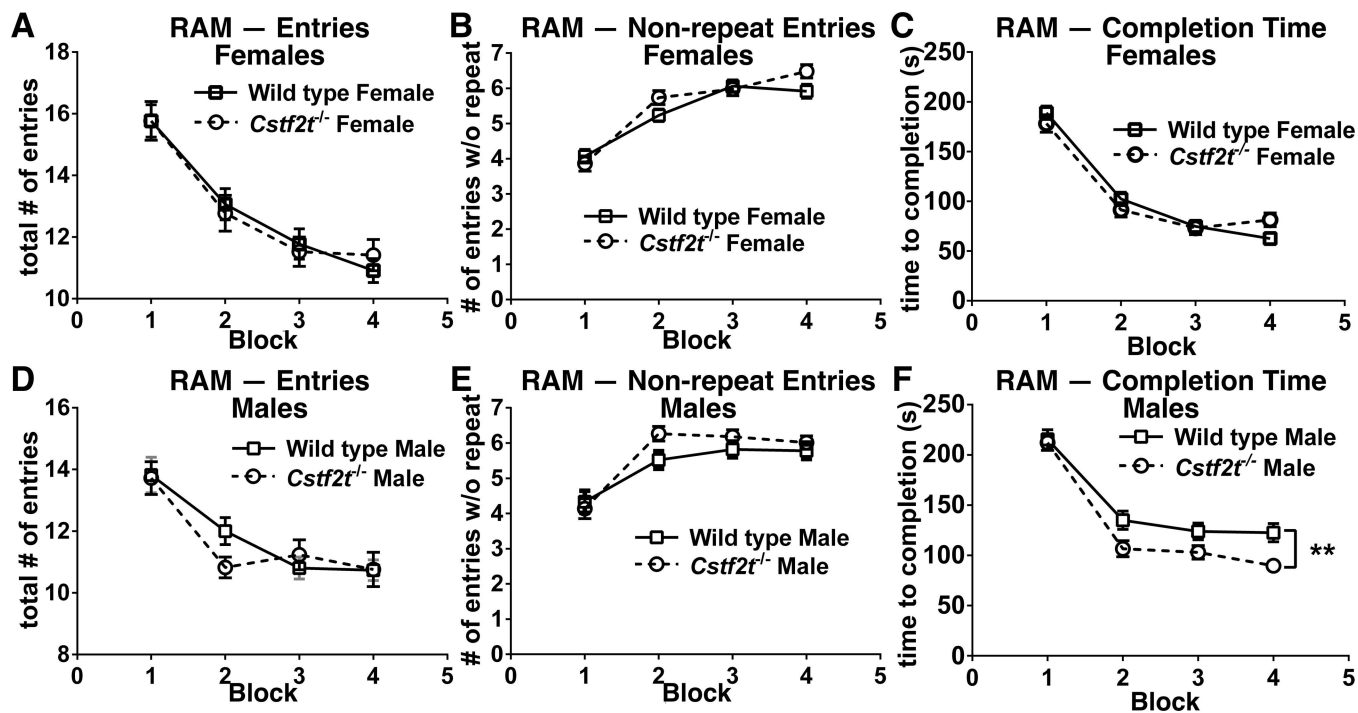 A
RAM — Entries
Females
18
16
14
12
10
total # of entries
Wild type Female
Cstf2t-/- Female
0 1 2 3 4 5
Block
B
RAM — Non-repeat Entries
Females
7
6
5
4
3
2
1
0
# of entries w/o repeat
Wild type Female
Cstf2t-/- Female
0 1 2 3 4 5
Block
C
RAM — Completion Time
Females
250
200
150
100
50
0
time to completion (s)
Wild type Female
Cstf2t-/- Female
0 1 2 3 4 5
Block
D
RAM — Entries
Males
16
14
12
10
8
total # of entries
Wild type Male
Cstf2t-/- Male
0 1 2 3 4 5
Block
E
RAM — Non-repeat Entries
Males
7
6
5
4
3
2
1
0
# of entries w/o repeat
Wild type Male
Cstf2t-/- Male
0 1 2 3 4 5
Block
F
RAM — Completion Time
Males
250
200
150
100
50
0
time to completion (s)
Wild type Male
Cstf2t-/- Male
**
0 1 2 3 4 5
Block